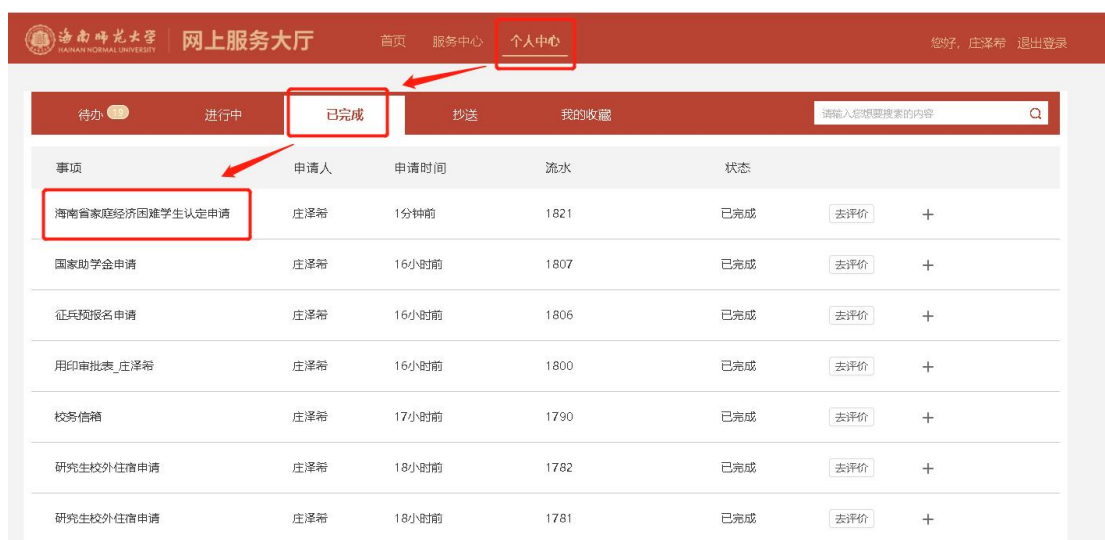 海南师范大学 网上服务大厅 首页 服务中心 个人中心 您好，庄泽希 退出登录
HAINAN NORMAL UNIVERSITY
待办 19 进行中 已完成 抄送 我的收藏 请输入您想要搜素的内容
事项 申请人 申请时间 流水 状态
海南省家庭经济困难学生认定申请 庄泽希 1分钟前 1821 已完成 去评价 +
国家助学金申请 庄泽希 16小时前 1807 已完成 去评价 +
征兵预报名申请 庄泽希 16小时前 1806 已完成 去评价 +
用印审批表_庄泽希 庄泽希 16小时前 1800 已完成 去评价 +
校务信箱 庄泽希 17小时前 1790 已完成 去评价 +
研究生校外住宿申请 庄泽希 18小时前 1782 已完成 去评价 +
研究生校外住宿申请 庄泽希 18小时前 1781 已完成 去评价 +